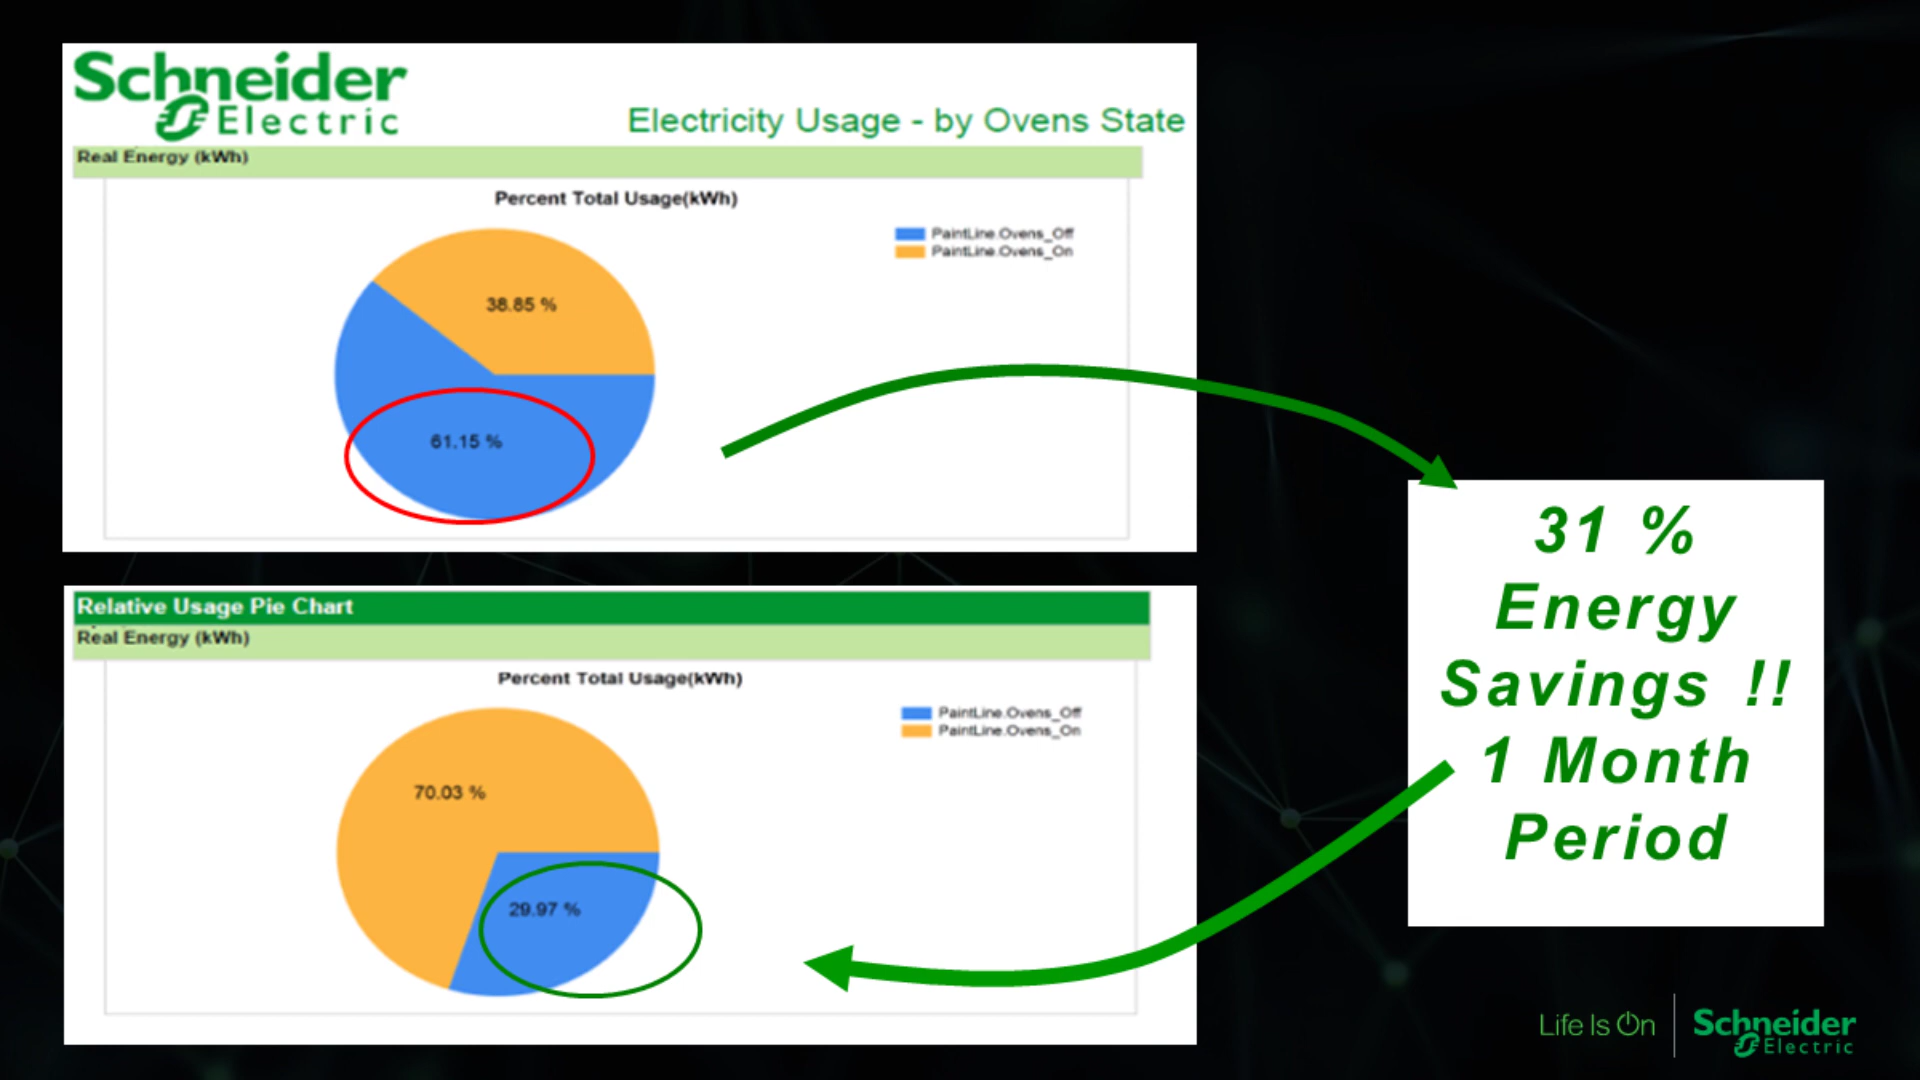 Schneider
Electric
Electricity Usage - by Ovens State
Real Energy (kWh)
Percent Total Usage(kWh)
PaintLine.Ovens_Off
PaintLine.Ovens_On
38.85 %
61.15 %
Relative Usage Pie Chart
Real Energy (kWh)
Percent Total Usage(kWh)
PaintLine.Ovens_Off
PaintLine.Ovens_On
70.03 %
29.97 %
31 %
Energy
Savings !!
1 Month
Period
Life Is On
Schneider
Electric